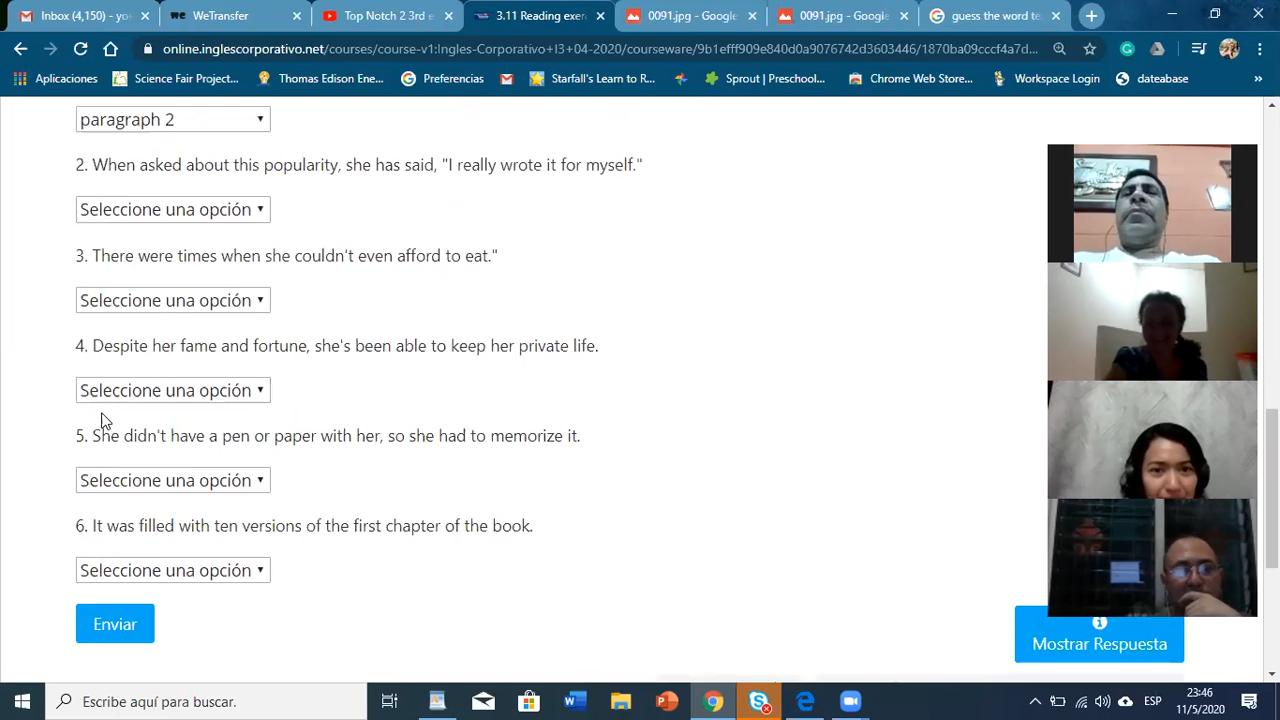 Inbox (4,150) - yo
WeTransfer
Top Notch 2 3rd e
3.11 Reading exer
0091.jpg - Google
0091.jpg - Google
guess the word te
online.inglescorporativo.net/courses/course-v1:Ingles-Corporativo+I3+04-2020/courseware/9b1efff909e840d0a9076742d3603446/1870ba09cccf4a7d...
Aplicaciones
Science Fair Project...
Thomas Edison Ene...
Preferencias
Starfall's Learn to R...
Sprout | Preschool...
Chrome Web Store...
Workspace Login
dateabase
paragraph 2
2. When asked about this popularity, she has said, "I really wrote it for myself."
Seleccione una opción
3. There were times when she couldn't even afford to eat."
Seleccione una opción
4. Despite her fame and fortune, she's been able to keep her private life.
Seleccione una opción
5. She didn't have a pen or paper with her, so she had to memorize it.
Seleccione una opción
6. It was filled with ten versions of the first chapter of the book.
Seleccione una opción
Enviar
Mostrar Respuesta
Escribe aquí para buscar.
ESP
23:46
11/5/2020